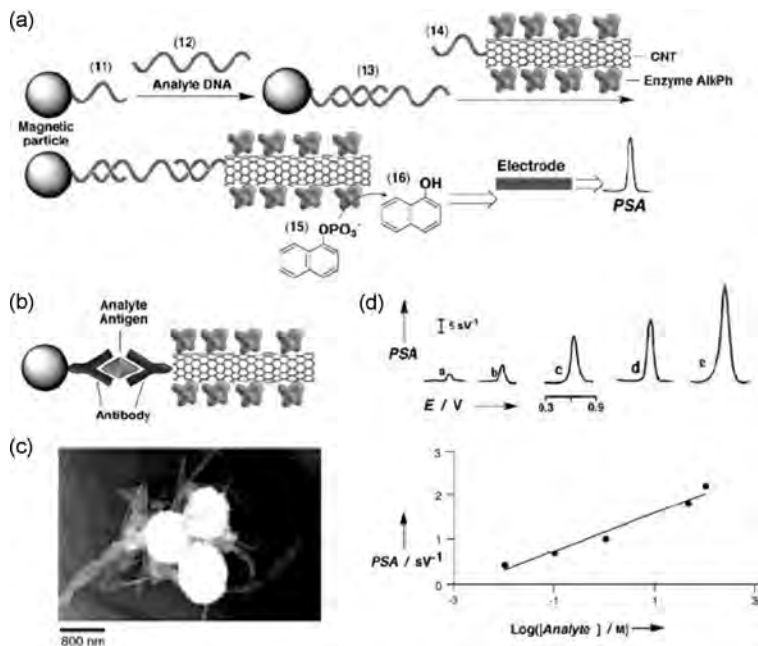 (a)
(11)
(12)
Analyte DNA
(13)
(14)
CNT
Enzyme AlkPh
Magnetic
particle
(15)
OPO₃⁻
(16)
OH
Electrode
PSA
(b)
Analyte
Antigen
Antibody
(c)
800 nm
(d)
PSA
5 sV⁻¹
a
b
c
d
e
E / V
0.3
0.9
3
2
1
0
PSA / sV⁻¹
-3
-1
1
3
Log([Analyte ] / M)